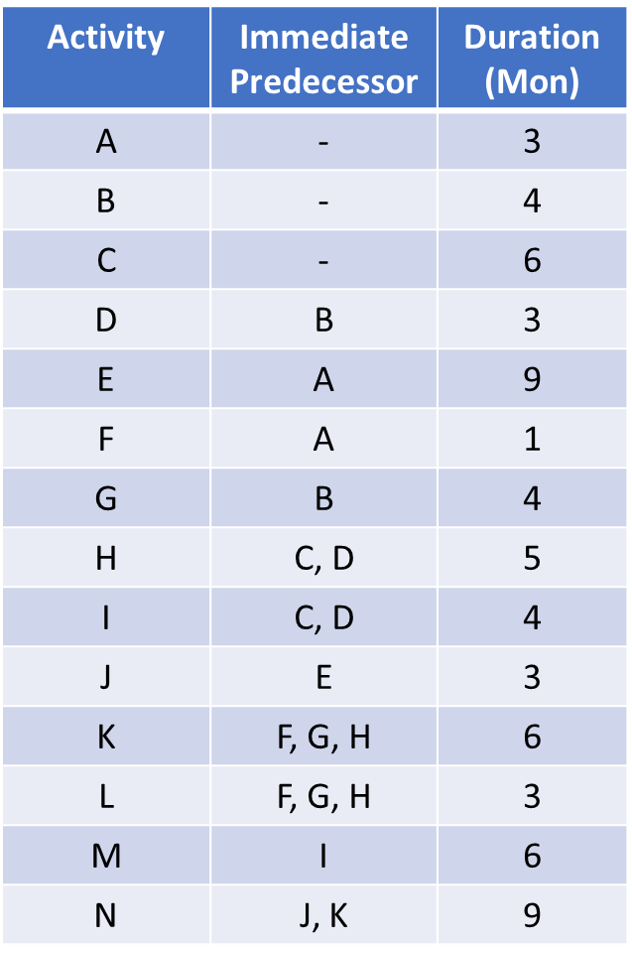 Activity Immediate Predecessor Duration (Mon)
A - 3
B - 4
C - 6
D B 3
E A 9
F A 1
G B 4
H C, D 5
I C, D 4
J E 3
K F, G, H 6
L F, G, H 3
M I 6
N J, K 9